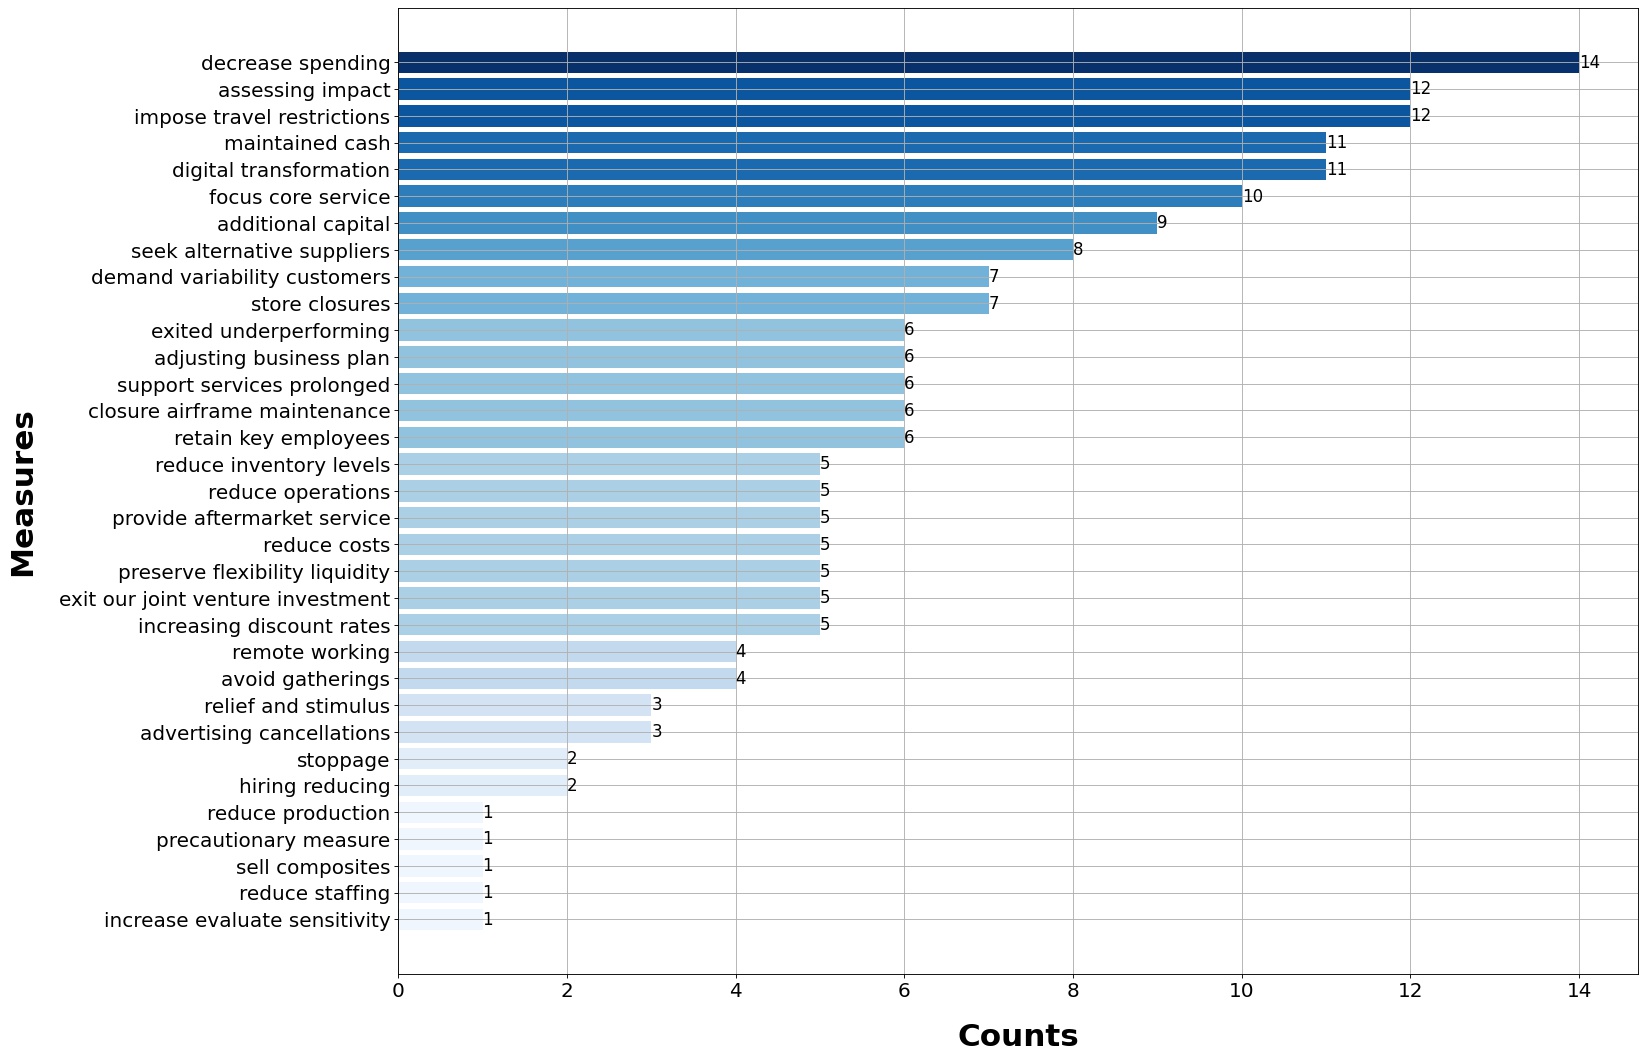 decrease spending 14
assessing impact 12
impose travel restrictions 12
maintained cash 11
digital transformation 11
focus core service 10
additional capital 9
seek alternative suppliers 8
demand variability customers 7
store closures 7
exited underperforming 6
adjusting business plan 6
support services prolonged 6
closure airframe maintenance 6
retain key employees 6
reduce inventory levels 5
reduce operations 5
provide aftermarket service 5
reduce costs 5
preserve flexibility liquidity 5
exit our joint venture investment 5
increasing discount rates 5
remote working 4
avoid gatherings 4
relief and stimulus 3
advertising cancellations 3
stoppage 2
hiring reducing 2
reduce production 1
precautionary measure 1
sell composites 1
reduce staffing 1
increase evaluate sensitivity 1
Measures
0 2 4 6 8 10 12 14
Counts